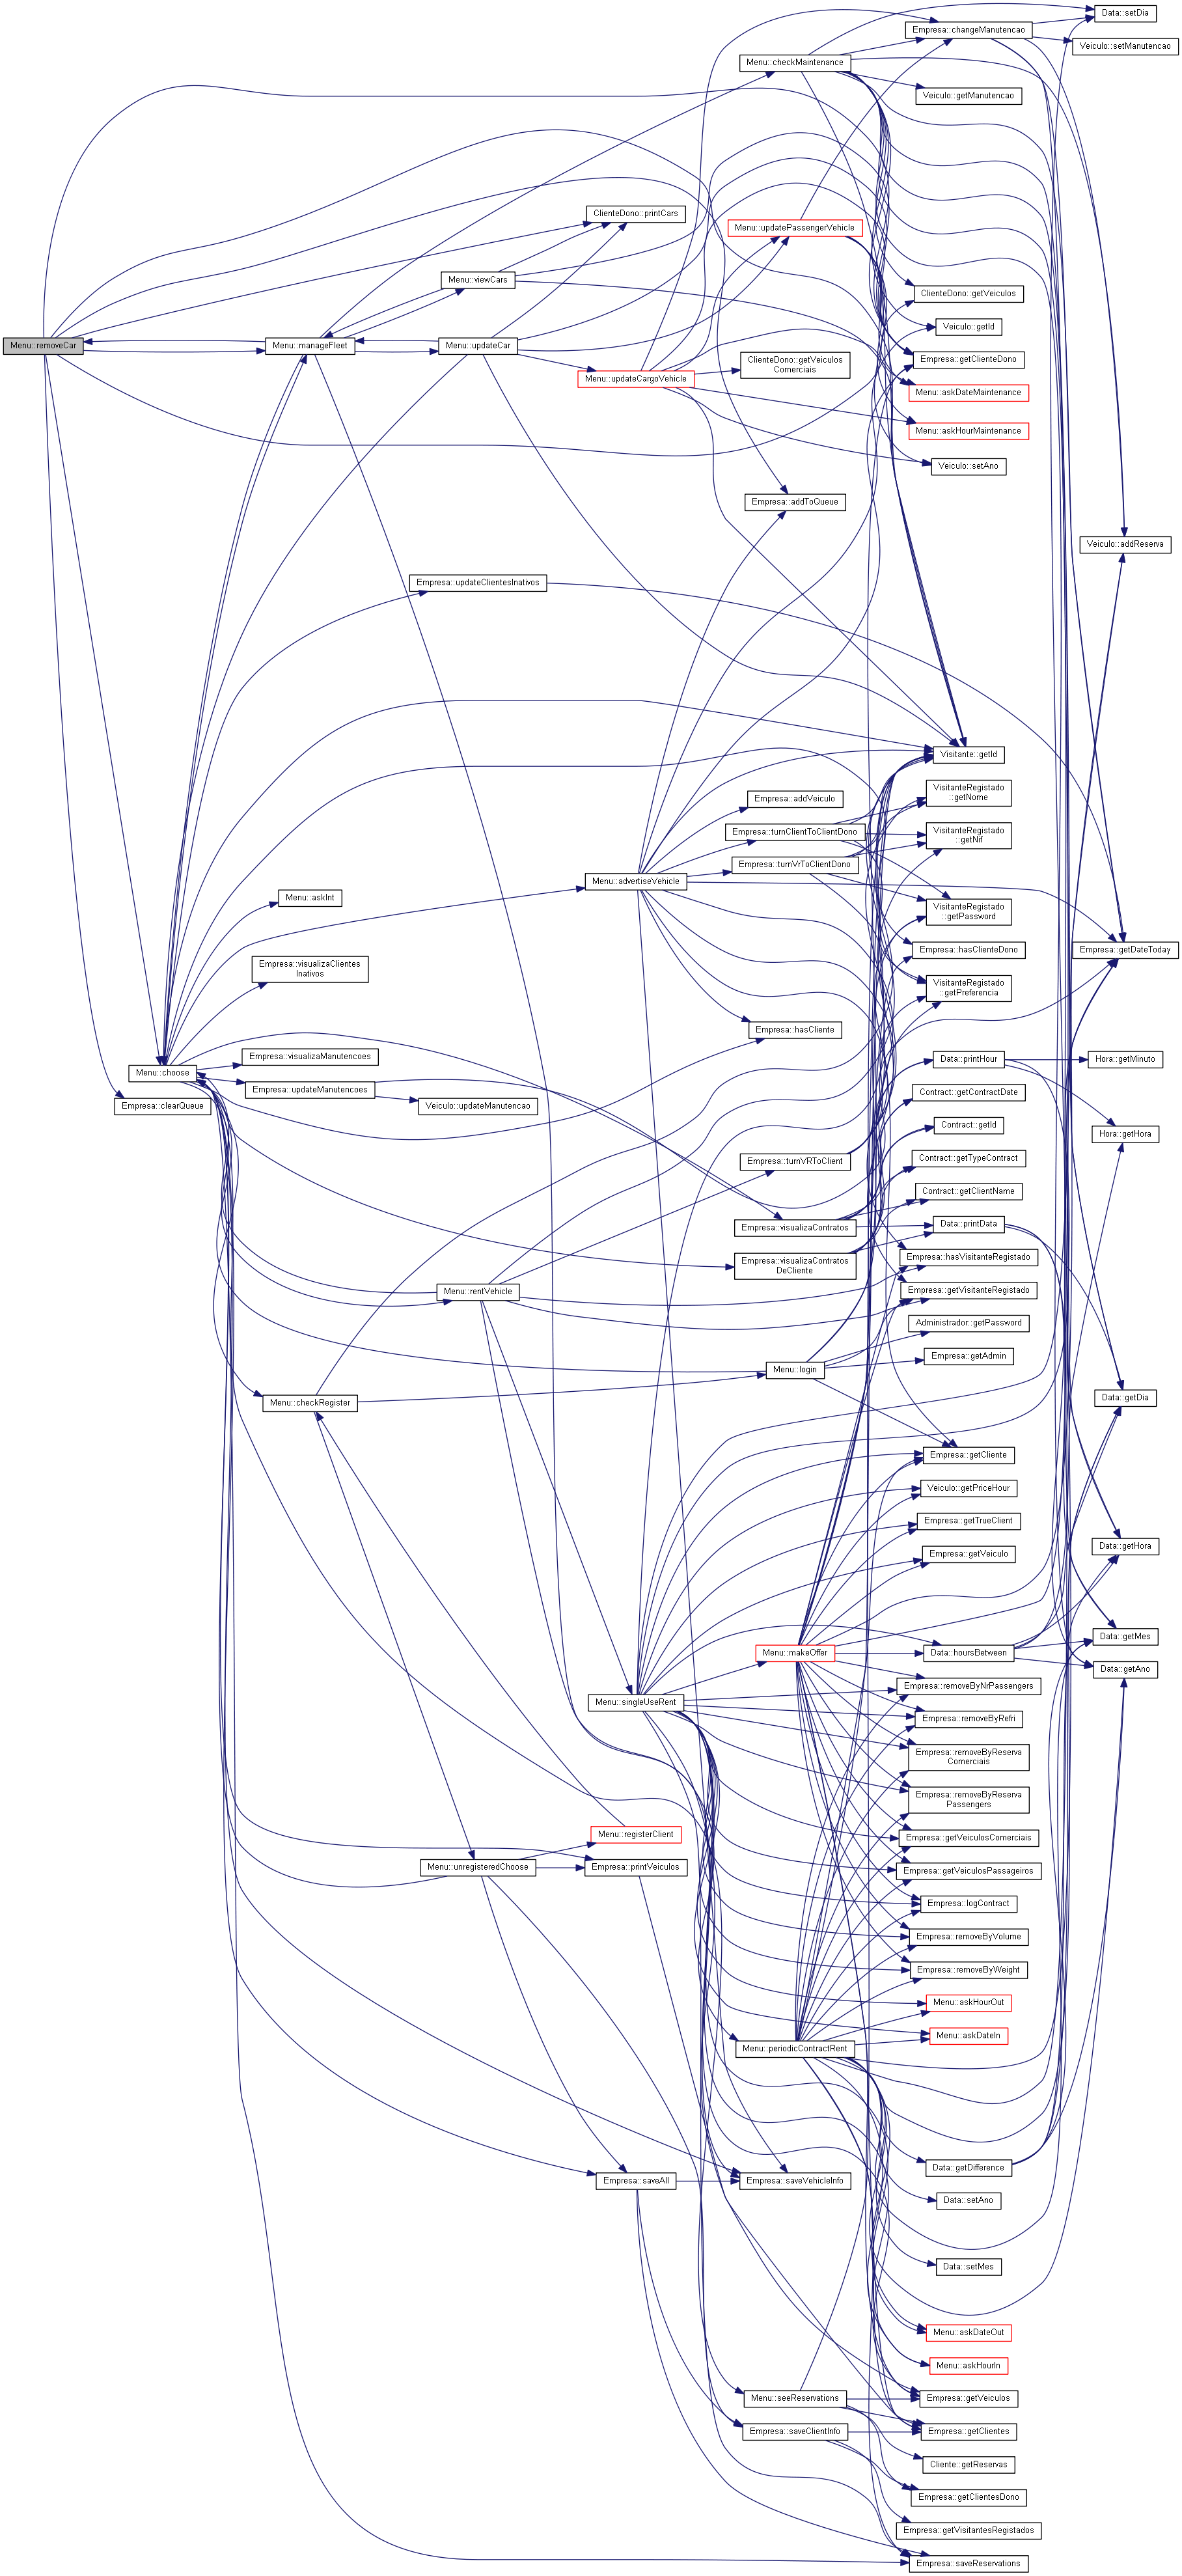 Data::setDia
Empresa::changeManutencao
Veiculo::setManutencao
Menu::checkMaintenance
Veiculo::getManutencao
ClienteDono::printCars
Menu::updatePassengerVehicle
Menu::viewCars
ClienteDono::getVeiculos
Veiculo::getId
Menu::removeCar
Menu::manageFleet
Menu::updateCar
ClienteDono::getVeiculos
Comerciais
Empresa::getClienteDono
Menu::updateCargoVehicle
Menu::askDateMaintenance
Menu::askHourMaintenance
Veiculo::setAno
Empresa::addToQueue
Veiculo::addReserva
Empresa::updateClientesInativos
Visitante::getId
VisitanteRegistado
::getNome
Empresa::addVeiculo
Empresa::turnClientToClientDono
VisitanteRegistado
::getNif
Empresa::turnVrToClientDono
Menu::advertiseVehicle
Menu::askInt
VisitanteRegistado
::getPassword
Empresa::hasClienteDono
Empresa::getDateToday
Empresa::visualizaClientes
Inativos
VisitanteRegistado
::getPreferencia
Empresa::hasCliente
Empresa::visualizaManutencoes
Data::printHour
Hora::getMinuto
Menu::choose
Empresa::updateManutencoes
Contract::getContractDate
Empresa::clearQueue
Veiculo::updateManutencao
Contract::getId
Hora::getHora
Empresa::turnVRToClient
Contract::getTypeContract
Contract::getClientName
Empresa::visualizaContratos
Data::printData
Empresa::visualizaContratos
DeCliente
Empresa::hasVisitanteRegistado
Menu::rentVehicle
Empresa::getVisitanteRegistado
Administrador::getPassword
Empresa::getAdmin
Menu::login
Menu::checkRegister
Data::getDia
Empresa::getCliente
Veiculo::getPriceHour
Empresa::getTrueClient
Data::getHora
Empresa::getVeiculo
Data::getMes
Menu::makeOffer
Data::hoursBetween
Data::getAno
Empresa::removeByNrPassengers
Menu::singleUseRent
Empresa::removeByRefri
Empresa::removeByReserva
Comerciais
Empresa::removeByReserva
Passengers
Menu::registerClient
Empresa::getVeiculosComerciais
Menu::unregisteredChoose
Empresa::printVeiculos
Empresa::getVeiculosPassageiros
Empresa::logContract
Empresa::removeByVolume
Empresa::removeByWeight
Menu::askHourOut
Menu::askDateIn
Menu::periodicContractRent
Data::getDifference
Empresa::saveAll
Empresa::saveVehicleInfo
Data::setAno
Data::setMes
Menu::askDateOut
Menu::askHourIn
Menu::seeReservations
Empresa::getVeiculos
Empresa::saveClientInfo
Empresa::getClientes
Cliente::getReservas
Empresa::getClientesDono
Empresa::getVisitantesRegistados
Empresa::saveReservations